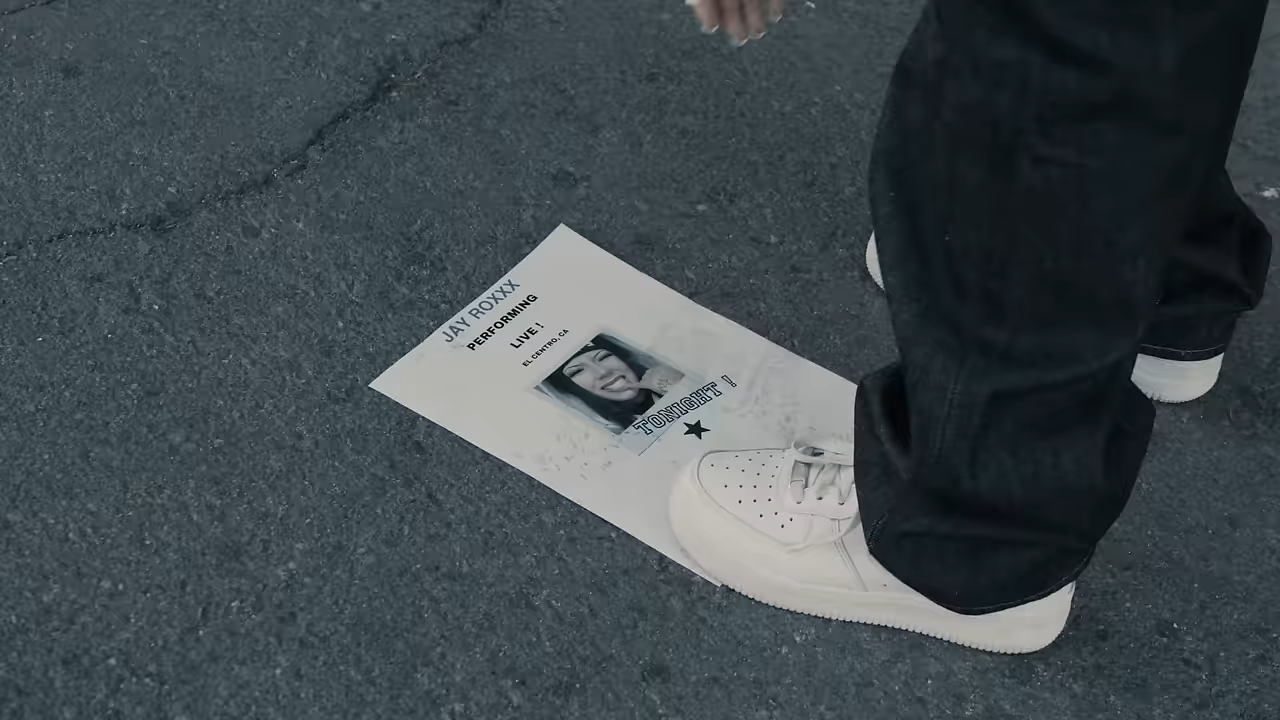 JAY ROXXX
PERFORMING
LIVE !
EL CENTRO, CA
TONIGHT !